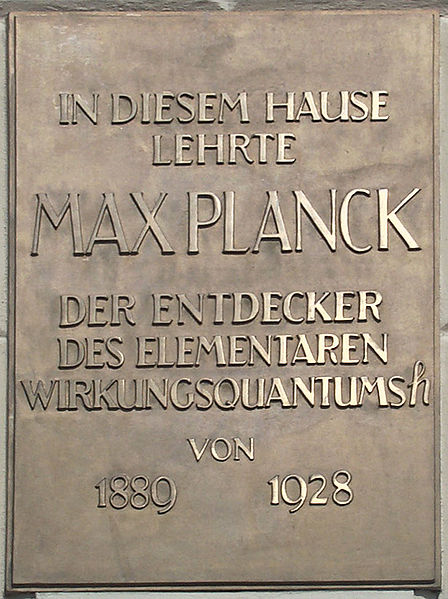 IN DIESEM HAUSE
LEHRTE
MAX PLANCK
DER ENTDECKER
DES ELEMENTAREN
WIRKUNGSQUANTUMS h
VON
1889 1928